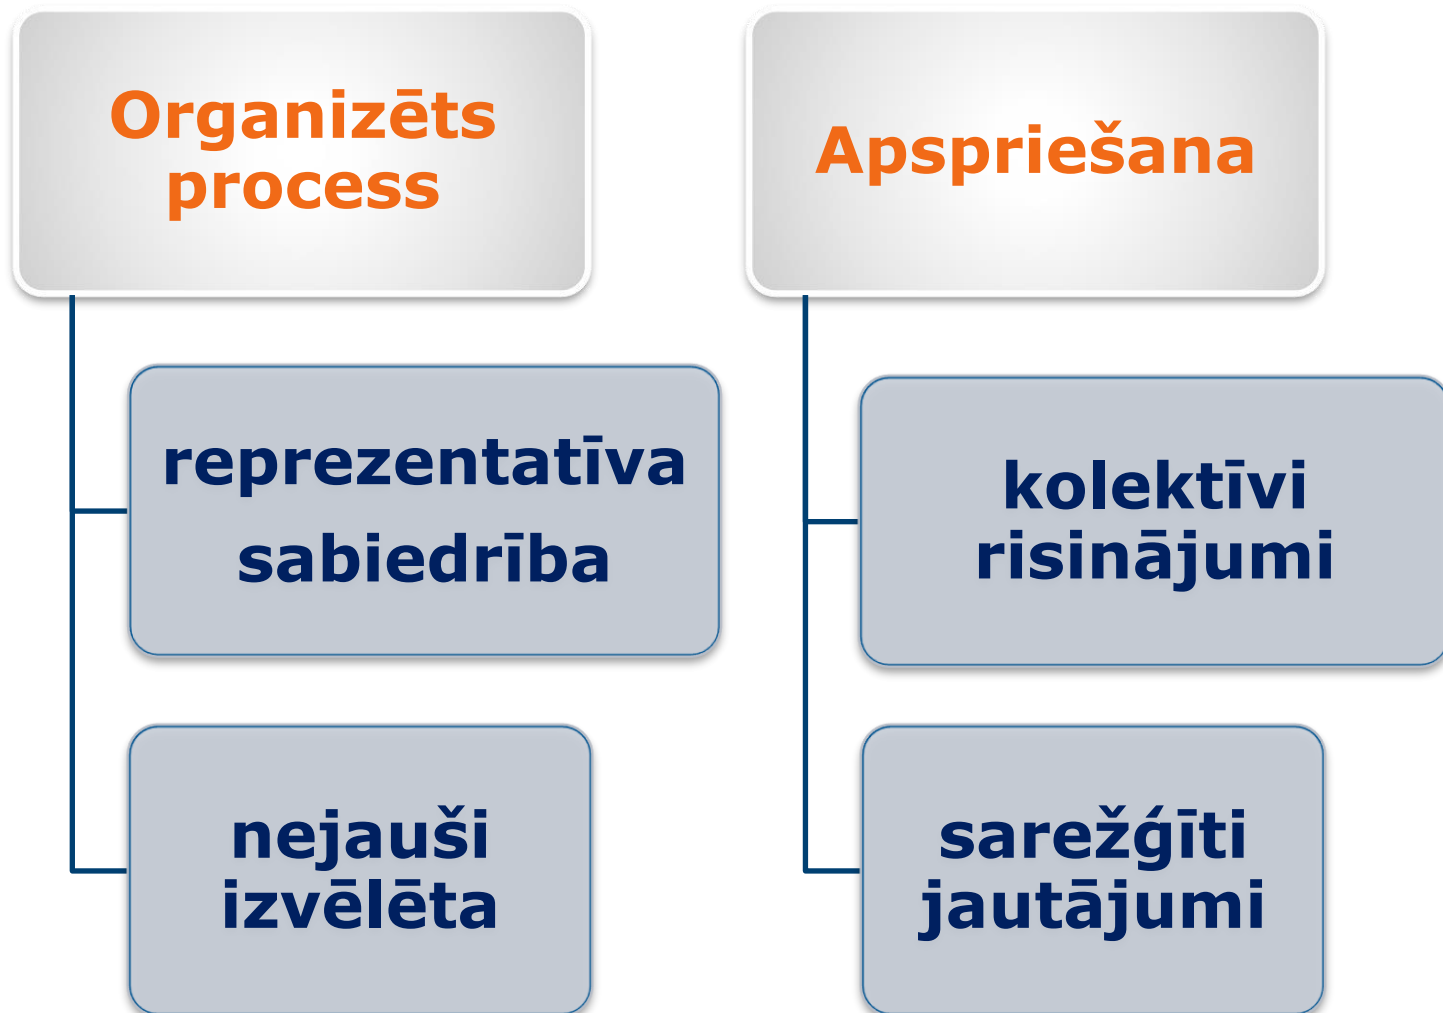 Organizēts
process
reprezentatīva
sabiedrība
nejauši
izvēlēta
Apspriešana
kolektīvi
risinājumi
sarežģīti
jautājumi